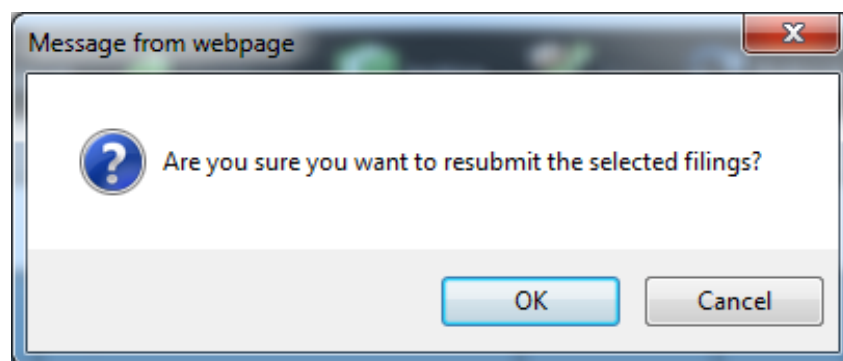 Message from webpage
Are you sure you want to resubmit the selected filings?
OK
Cancel